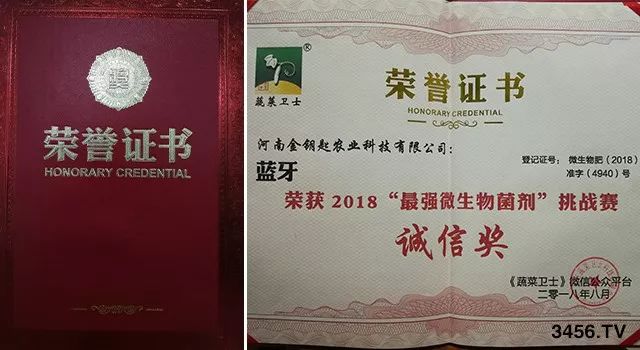 荣誉证书
HONORARY CREDENTIAL
®
蔬菜卫士
荣誉证书
HONORARY CREDENTIAL
河南金钥匙农业科技有限公司:
登记证号: 微生物肥(2018)
准字(4940)号
蓝牙
荣获2018“最强微生物菌剂”挑战赛
诚信奖
《蔬菜卫士》微信公众平台
二零一八年八月
3456.TV